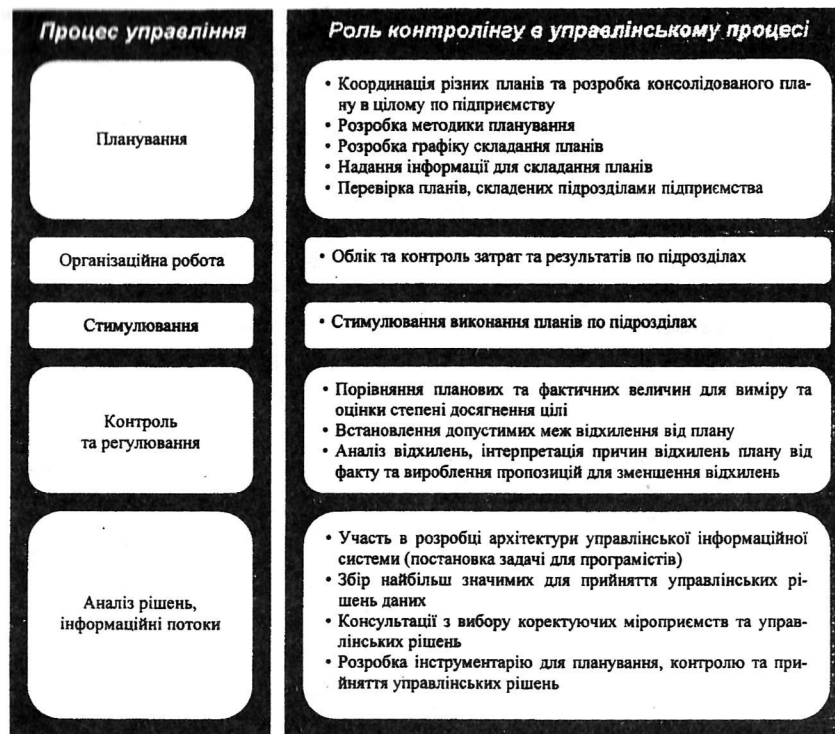 Процес управління
Роль контролінгу в управлінському процесі
Планування
• Координація різних планів та розробка консолідованого пла-
ну в цілому по підприємству
• Розробка методики планування
• Розробка графіку складання планів
• Надання інформації для складання планів
• Перевірка планів, складених підрозділами підприємства
Організаційна робота
• Облік та контроль затрат та результатів по підрозділах
Стимулювання
• Стимулювання виконання планів по підрозділах
Контроль
та регулювання
• Порівняння планових та фактичних величин для виміру та
оцінки степені досягнення цілі
• Встановлення допустимих меж відхилення від плану
• Аналіз відхилень, інтерпретація причин відхилень плану від
факту та вироблення пропозицій для зменшення відхилень
Аналіз рішень,
інформаційні потоки
• Участь в розробці архітектури управлінської інформаційної
системи (постановка задачі для програмістів)
• Збір найбільш значимих для прийняття управлінських рі-
шень даних
• Консультації з вибору коректуючих міроприємств та управ-
лінських рішень
• Розробка інструментарію для планування, контролю та при-
йняття управлінських рішень